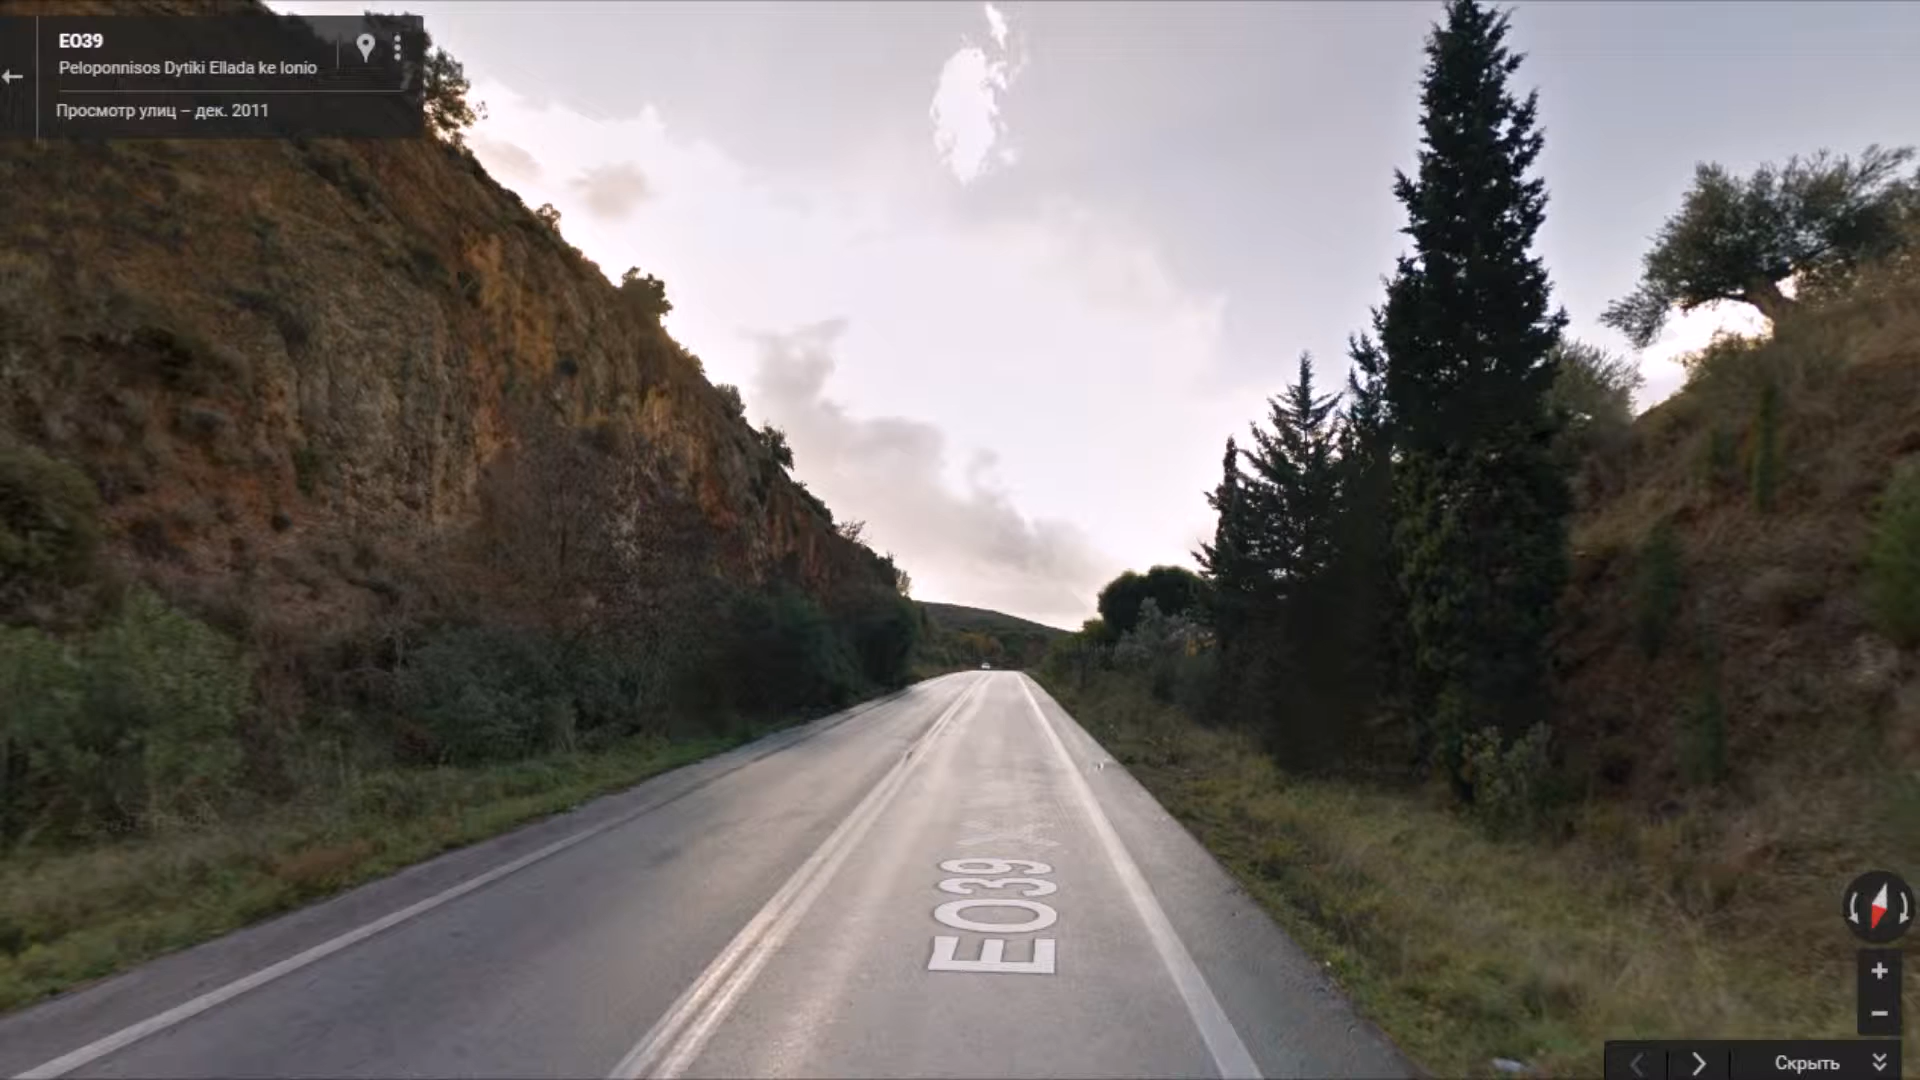 EO39
Peloponnisos Dytiki Ellada ke Ionio
Просмотр улиц – дек. 2011
EO39
+
−
Скрыть